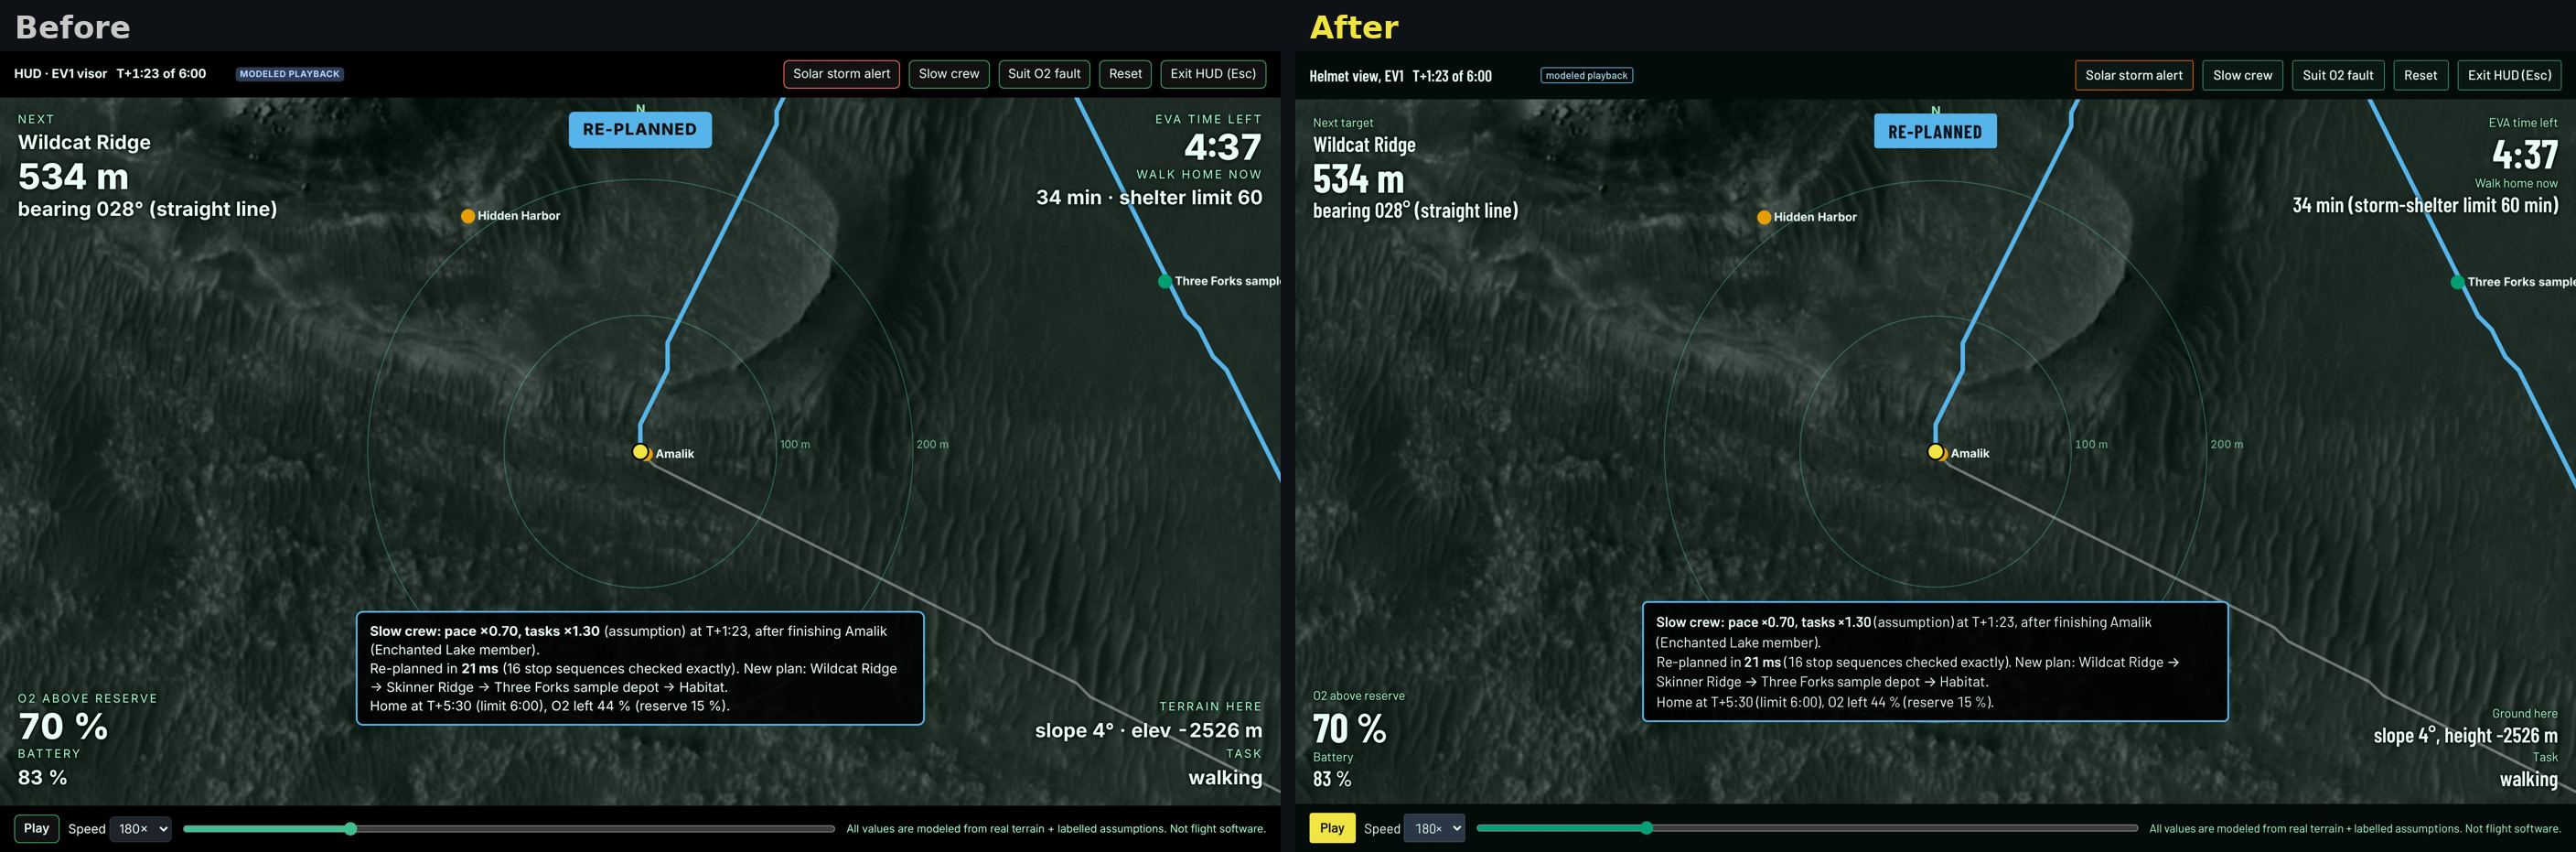 Before
HUD · EV1 visor T+1:23 of 6:00 MODELED PLAYBACK Solar storm alert Slow crew Suit O2 fault Reset Exit HUD (Esc)
NEXT
Wildcat Ridge
534 m
bearing 028° (straight line)
N
RE-PLANNED
EVA TIME LEFT
4:37
WALK HOME NOW
34 min · shelter limit 60
Hidden Harbor
Three Forks sample
100 m
200 m
Amalik
Slow crew: pace ×0.70, tasks ×1.30 (assumption) at T+1:23, after finishing Amalik
(Enchanted Lake member).
Re-planned in 21 ms (16 stop sequences checked exactly). New plan: Wildcat Ridge
→ Skinner Ridge → Three Forks sample depot → Habitat.
Home at T+5:30 (limit 6:00), O2 left 44 % (reserve 15 %).
O2 ABOVE RESERVE
70 %
BATTERY
83 %
TERRAIN HERE
slope 4° · elev -2526 m
TASK
walking
Play Speed 180× All values are modeled from real terrain + labelled assumptions. Not flight software.
After
Helmet view, EV1 T+1:23 of 6:00 modeled playback Solar storm alert Slow crew Suit O2 fault Reset Exit HUD (Esc)
Next target
Wildcat Ridge
534 m
bearing 028° (straight line)
N
RE-PLANNED
EVA time left
4:37
Walk home now
34 min (storm-shelter limit 60 min)
Hidden Harbor
Three Forks sample
100 m
200 m
Amalik
Slow crew: pace ×0.70, tasks ×1.30 (assumption) at T+1:23, after finishing Amalik
(Enchanted Lake member).
Re-planned in 21 ms (16 stop sequences checked exactly). New plan: Wildcat Ridge →
Skinner Ridge → Three Forks sample depot → Habitat.
Home at T+5:30 (limit 6:00), O2 left 44 % (reserve 15 %).
O2 above reserve
70 %
Battery
83 %
Ground here
slope 4°, height -2526 m
Task
walking
Play Speed 180× All values are modeled from real terrain + labelled assumptions. Not flight software.